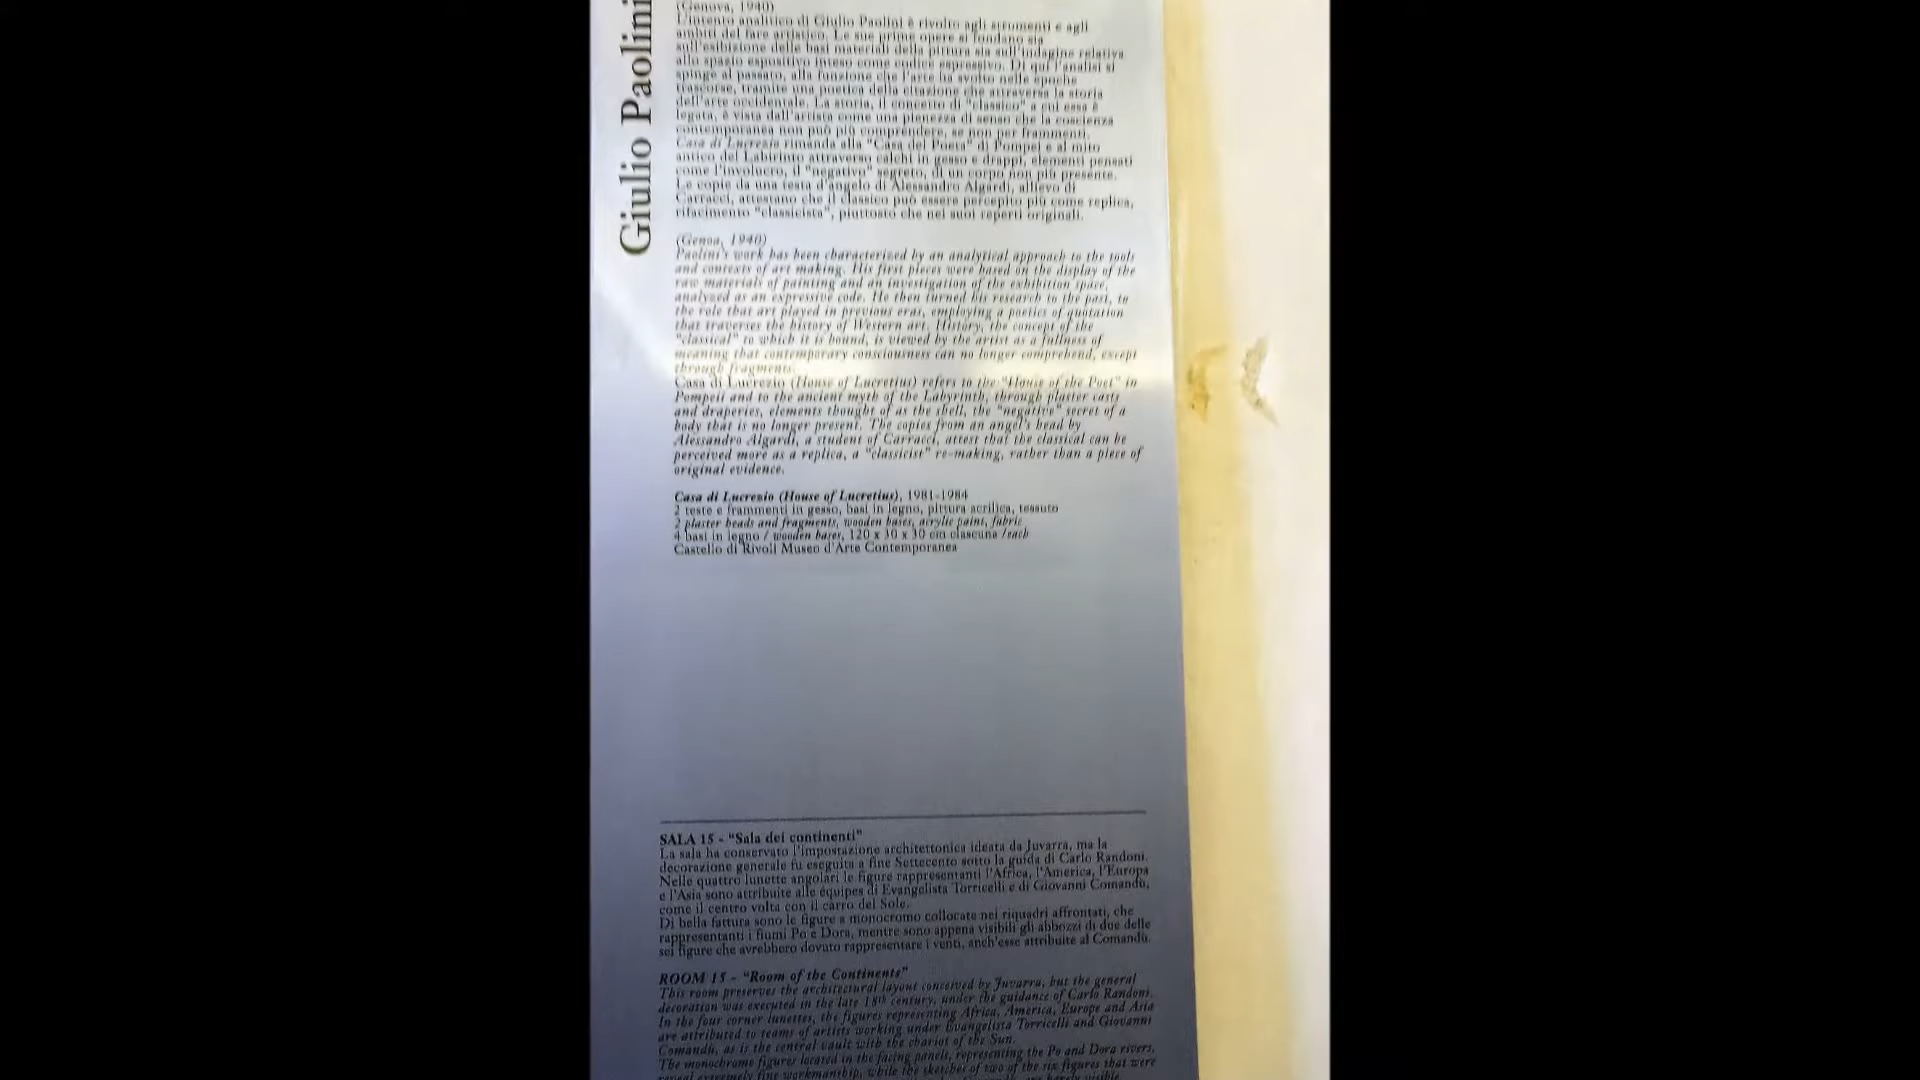 Giulio Paolini
(Genova, 1940)
L'intento analitico di Giulio Paolini è rivolto agli strumenti e agli
ambiti del fare artistico. Le sue prime opere si fondano sia
sull'esibizione delle basi materiali della pittura sia sull'indagine relativa
allo spazio espositivo inteso come codice espressivo. Di qui l'analisi si
spinge al passato, alla funzione che l'arte ha svolto nelle epoche
trascorse, tramite una poetica della citazione che attraversa la storia
dell'arte occidentale. La storia, il concetto di "classico" a cui essa è
legata, è vista dall'artista come una pienezza di senso che la coscienza
contemporanea non può più comprendere, se non per frammenti.
Casa di Lucrezio rimanda alla "Casa del Poeta" di Pompei e al mito
antico del Labirinto attraverso calchi in gesso e drappi, elementi pensati
come l'involucro, il "negativo" segreto, di un corpo non più presente.
Le copie da una testa d'angelo di Alessandro Algardi, allievo di
Carracci, attestano che il classico può essere percepito più come replica,
rifacimento "classicista", piuttosto che nei suoi reperti originali.
(Genoa, 1940)
Paolini's work has been characterized by an analytical approach to the tools
and contexts of art making. His first pieces were based on the display of the
raw materials of painting and an investigation of the exhibition space,
analyzed as an expressive code. He then turned his research to the past, to
the role that art played in previous eras, employing a poetics of quotation
that traverses the history of Western art. History, the concept of the
"classical" to which it is bound, is viewed by the artist as a fullness of
meaning that contemporary consciousness can no longer comprehend, except
through fragments.
Casa di Lucrezio (House of Lucretius) refers to the "House of the Poet" in
Pompeii and to the ancient myth of the Labyrinth, through plaster casts
and draperies, elements thought of as the shell, the "negative" secret of a
body that is no longer present. The copies from an angel's head by
Alessandro Algardi, a student of Carracci, attest that the classical can be
perceived more as a replica, a "classicist" re-making, rather than a piece of
original evidence.
Casa di Lucrezio (House of Lucretius), 1981-1984
2 teste e frammenti in gesso, basi in legno, pittura acrilica, tessuto
2 plaster heads and fragments, wooden bases, acrylic paint, fabric
4 basi in legno / wooden bases, 120 x 30 x 30 cm ciascuna /each
Castello di Rivoli Museo d'Arte Contemporanea
SALA 15 - "Sala dei continenti"
La sala ha conservato l'impostazione architettonica ideata da Juvarra, ma la
decorazione generale fu eseguita a fine Settecento sotto la guida di Carlo Randoni.
Nelle quattro lunette angolari le figure rappresentanti l'Africa, l'America, l'Europa
e l'Asia sono attribuite alle équipes di Evangelista Torricelli e di Giovanni Comandù,
come il centro volta con il carro del Sole.
Di bella fattura sono le figure a monocromo collocate nei riquadri affrontati, che
rappresentanti i fiumi Po e Dora, mentre sono appena visibili gli abbozzi di due delle
sei figure che avrebbero dovuto rappresentare i venti, anch'esse attribuite al Comandù.
ROOM 15 - "Room of the Continents"
This room preserves the architectural layout conceived by Juvarra, but the general
decoration was executed in the late 18th century, under the guidance of Carlo Randoni.
In the four corner lunettes, the figures representing Africa, America, Europe and Asia
are attributed to teams of artists working under Evangelista Torricelli and Giovanni
Comandù, as is the central vault with the chariot of the Sun.
The monochrome figures located in the facing panels, representing the Po and Dora rivers,
reveal extremely fine workmanship, while the sketches of two of the six figures that were
are barely visible.